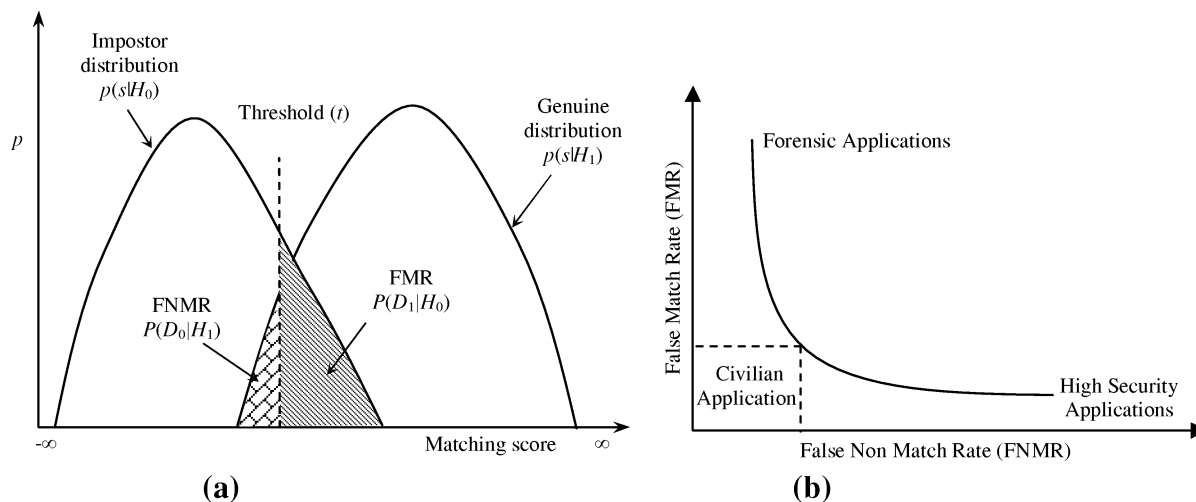 Impostor
distribution
p(s|H₀)
Threshold (t)
Genuine
distribution
p(s|H₁)
p
FNMR
P(D₀|H₁)
FMR
P(D₁|H₀)
-∞
Matching score
∞
(a)
False Match Rate (FMR)
Forensic Applications
Civilian
Application
High Security
Applications
False Non Match Rate (FNMR)
(b)